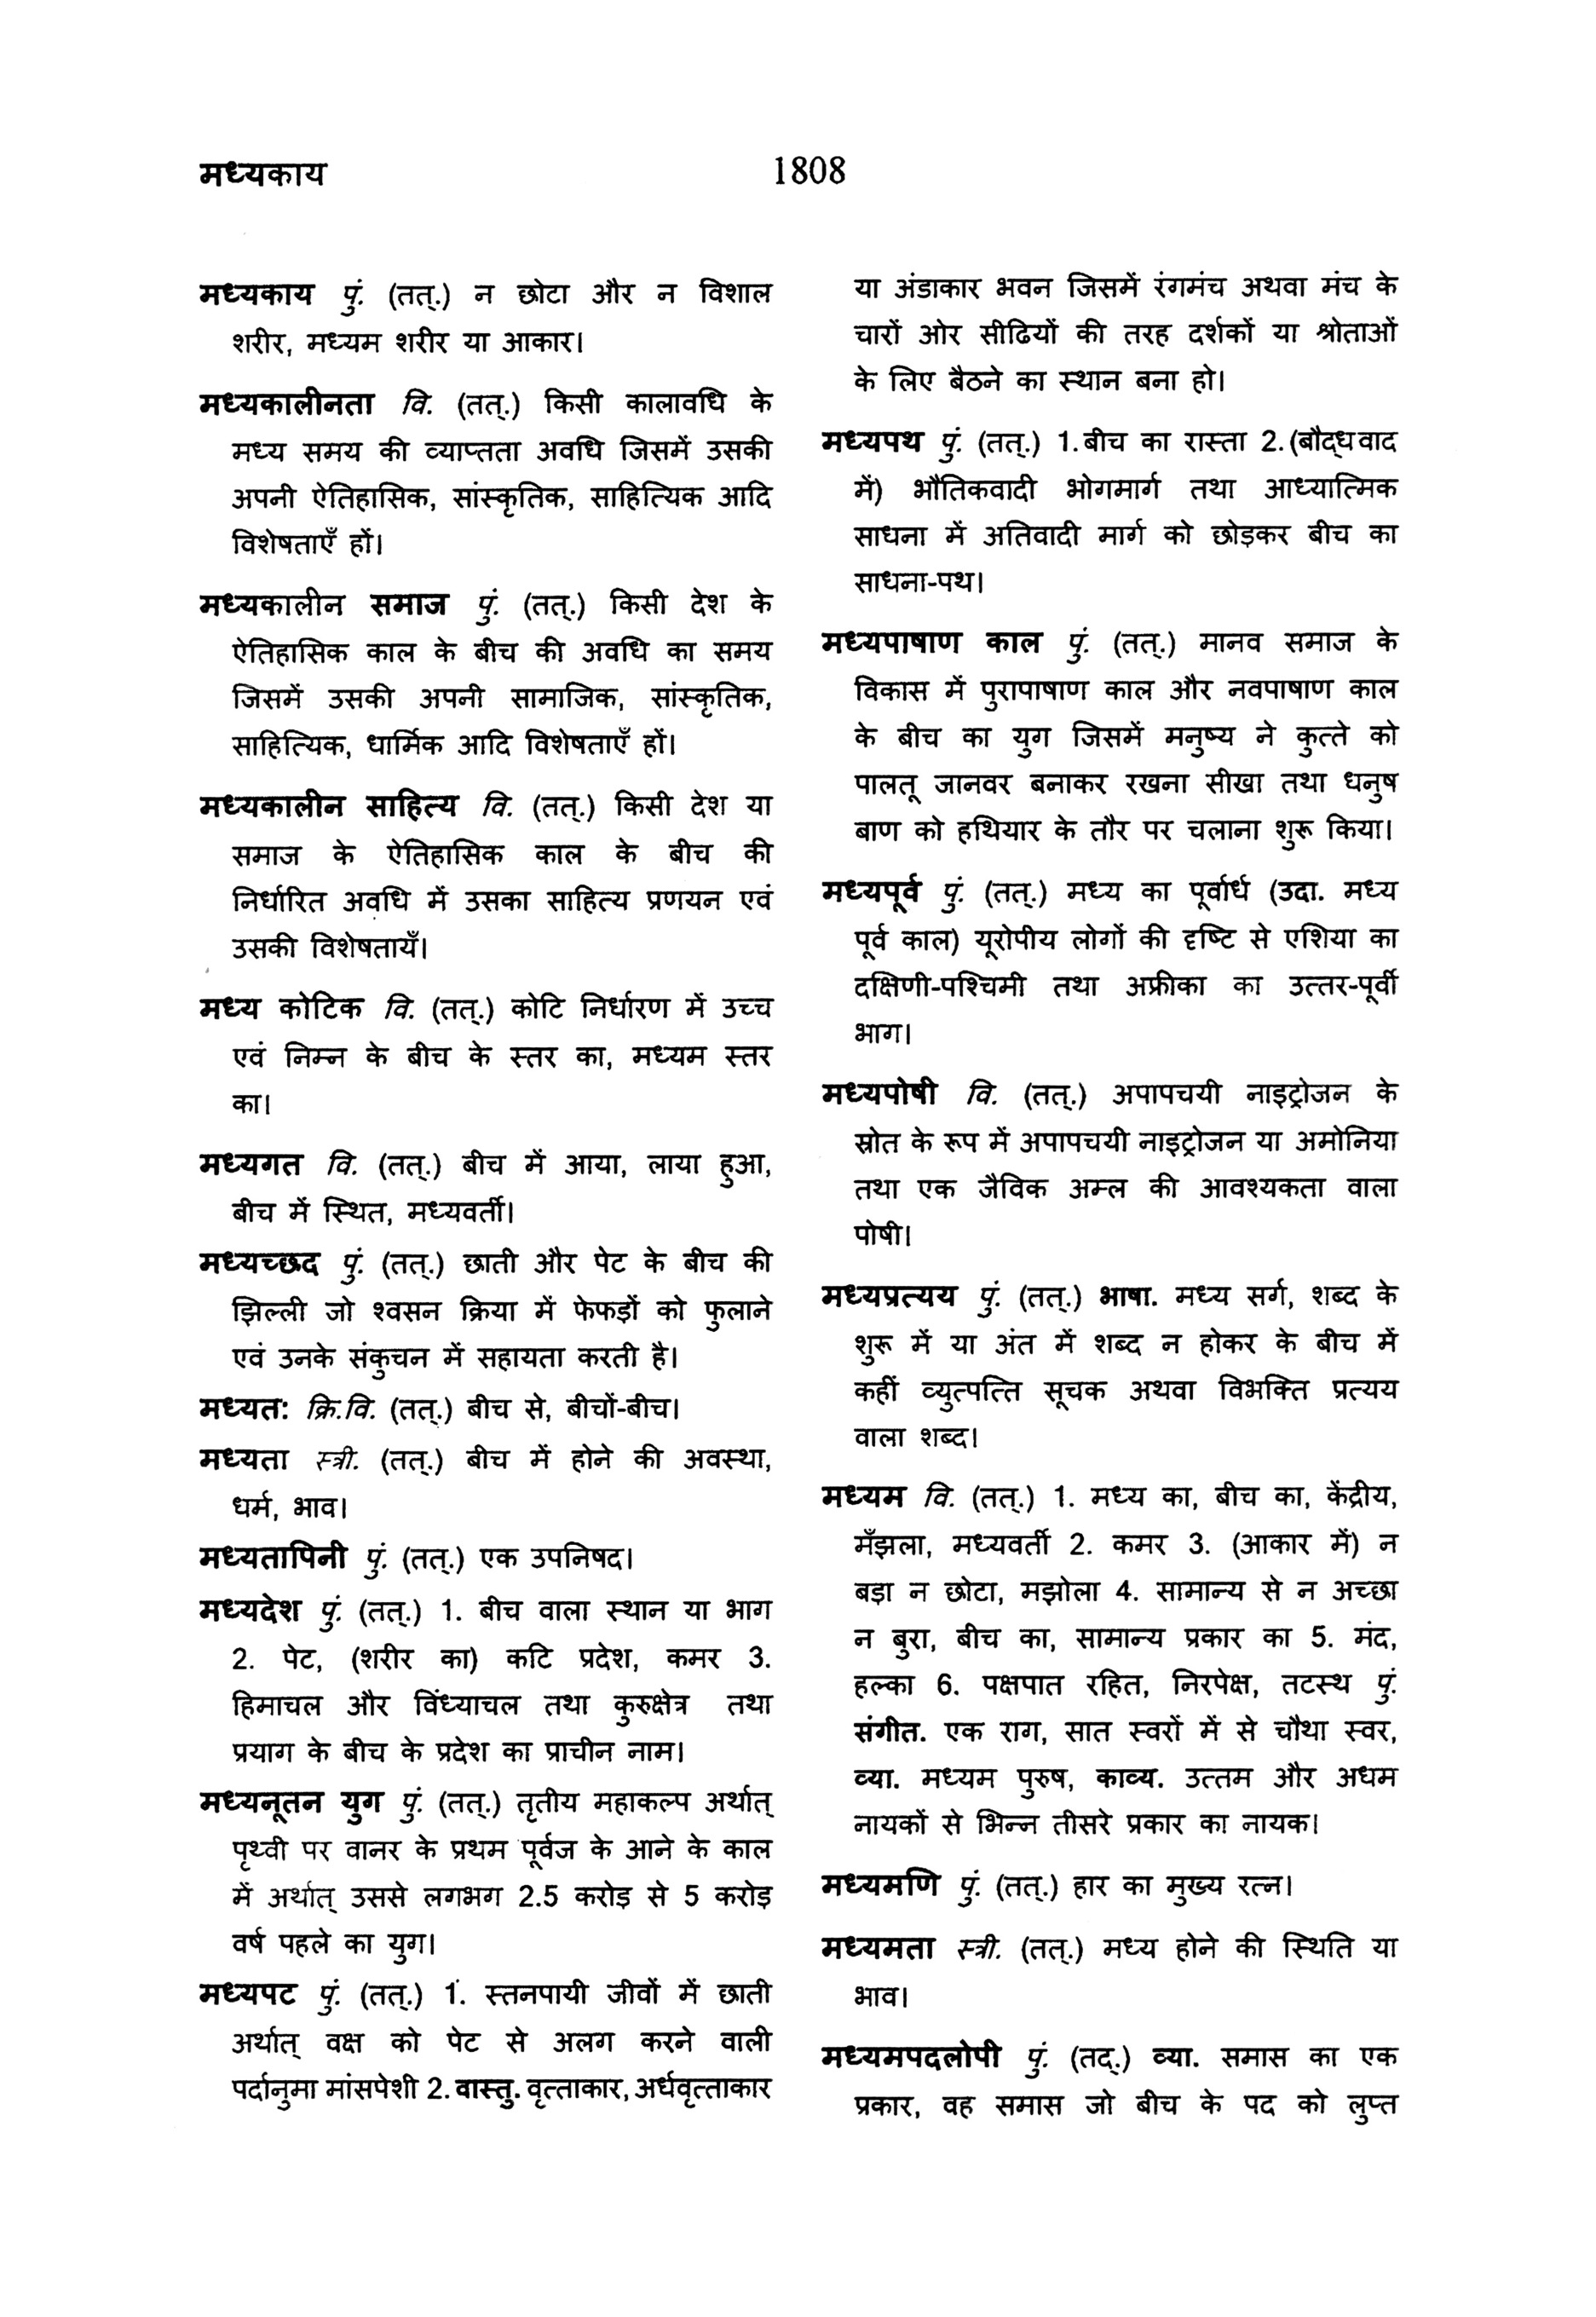 मध्यकाय
1808
मध्यकाय पुं. (तत्.) न छोटा और न विशाल
शरीर, मध्यम शरीर या आकार।
मध्यकालीनता वि. (तत्.) किसी कालावधि के
मध्य समय की व्याप्तता अवधि जिसमें उसकी
अपनी ऐतिहासिक, सांस्कृतिक, साहित्यिक आदि
विशेषताएँ हों।
मध्यकालीन समाज पुं. (तत्.) किसी देश के
ऐतिहासिक काल के बीच की अवधि का समय
जिसमें उसकी अपनी सामाजिक, सांस्कृतिक,
साहित्यिक, धार्मिक आदि विशेषताएँ हों।
मध्यकालीन साहित्य वि. (तत्.) किसी देश या
समाज के ऐतिहासिक काल के बीच की
निर्धारित अवधि में उसका साहित्य प्रणयन एवं
उसकी विशेषतायँ।
मध्य कोटिक वि. (तत्.) कोटि निर्धारण में उच्च
एवं निम्न के बीच के स्तर का, मध्यम स्तर
का।
मध्यगत वि. (तत्.) बीच में आया, लाया हुआ,
बीच में स्थित, मध्यवर्ती।
मध्यच्छद पुं. (तत्.) छाती और पेट के बीच की
झिल्ली जो श्वसन क्रिया में फेफड़ों को फुलाने
एवं उनके संकुचन में सहायता करती है।
मध्यत: क्रि.वि. (तत्.) बीच से, बीचों-बीच।
मध्यता स्त्री. (तत्.) बीच में होने की अवस्था,
धर्म, भाव।
मध्यतापिनी पुं. (तत्.) एक उपनिषद।
मध्यदेश पुं. (तत्.) 1. बीच वाला स्थान या भाग
2. पेट, (शरीर का) कटि प्रदेश, कमर 3.
हिमाचल और विंध्याचल तथा कुरुक्षेत्र तथा
प्रयाग के बीच के प्रदेश का प्राचीन नाम।
मध्यनूतन युग पुं. (तत्.) तृतीय महाकल्प अर्थात्
पृथ्वी पर वानर के प्रथम पूर्वज के आने के काल
में अर्थात् उससे लगभग 2.5 करोड़ से 5 करोड़
वर्ष पहले का युग।
मध्यपट पुं. (तत्.) 1. स्तनपायी जीवों में छाती
अर्थात् वक्ष को पेट से अलग करने वाली
पर्दानुमा मांसपेशी 2. वास्तु. वृत्ताकार, अर्धवृत्ताकार
या अंडाकार भवन जिसमें रंगमंच अथवा मंच के
चारों ओर सीढियों की तरह दर्शकों या श्रोताओं
के लिए बैठने का स्थान बना हो।
मध्यपथ पुं. (तत्.) 1. बीच का रास्ता 2. (बौद्धवाद
में) भौतिकवादी भोगमार्ग तथा आध्यात्मिक
साधना में अतिवादी मार्ग को छोड़कर बीच का
साधना-पथ।
मध्यपाषाण काल पुं. (तत्.) मानव समाज के
विकास में पुरापाषाण काल और नवपाषाण काल
के बीच का युग जिसमें मनुष्य ने कुत्ते को
पालतू जानवर बनाकर रखना सीखा तथा धनुष
बाण को हथियार के तौर पर चलाना शुरू किया।
मध्यपूर्व पुं. (तत्.) मध्य का पूर्वार्ध (उदा. मध्य
पूर्व काल) यूरोपीय लोगों की दृष्टि से एशिया का
दक्षिणी-पश्चिमी तथा अफ्रीका का उत्तर-पूर्वी
भाग।
मध्यपोषी वि. (तत्.) अपापचयी नाइट्रोजन के
स्रोत के रूप में अपापचयी नाइट्रोजन या अमोनिया
तथा एक जैविक अम्ल की आवश्यकता वाला
पोषी।
मध्यप्रत्यय पुं. (तत्.) भाषा. मध्य सर्ग, शब्द के
शुरू में या अंत में शब्द न होकर के बीच में
कहीं व्युत्पत्ति सूचक अथवा विभक्ति प्रत्यय
वाला शब्द।
मध्यम वि. (तत्.) 1. मध्य का, बीच का, केंद्रीय,
मँझला, मध्यवर्ती 2. कमर 3. (आकार में) न
बड़ा न छोटा, मझोला 4. सामान्य से न अच्छा
न बुरा, बीच का, सामान्य प्रकार का 5. मंद,
हल्का 6. पक्षपात रहित, निरपेक्ष, तटस्थ पुं.
संगीत. एक राग, सात स्वरों में से चौथा स्वर,
व्या. मध्यम पुरुष, काव्य. उत्तम और अधम
नायकों से भिन्न तीसरे प्रकार का नायक।
मध्यमणि पुं. (तत्.) हार का मुख्य रत्न।
मध्यमता स्त्री. (तत्.) मध्य होने की स्थिति या
भाव।
मध्यमपदलोपी पुं. (तद्.) व्या. समास का एक
प्रकार, वह समास जो बीच के पद को लुप्त